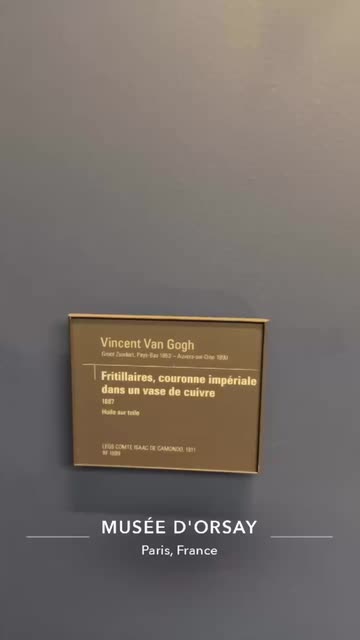 Vincent Van Gogh
Groot Zundert, Pays-Bas 1853 – Auvers-sur-Oise 1890
Fritillaires, couronne impériale
dans un vase de cuivre
1887
Huile sur toile
LEGS COMTE ISAAC DE CAMONDO, 1911
RF 1989
MUSÉE D'ORSAY
Paris, France